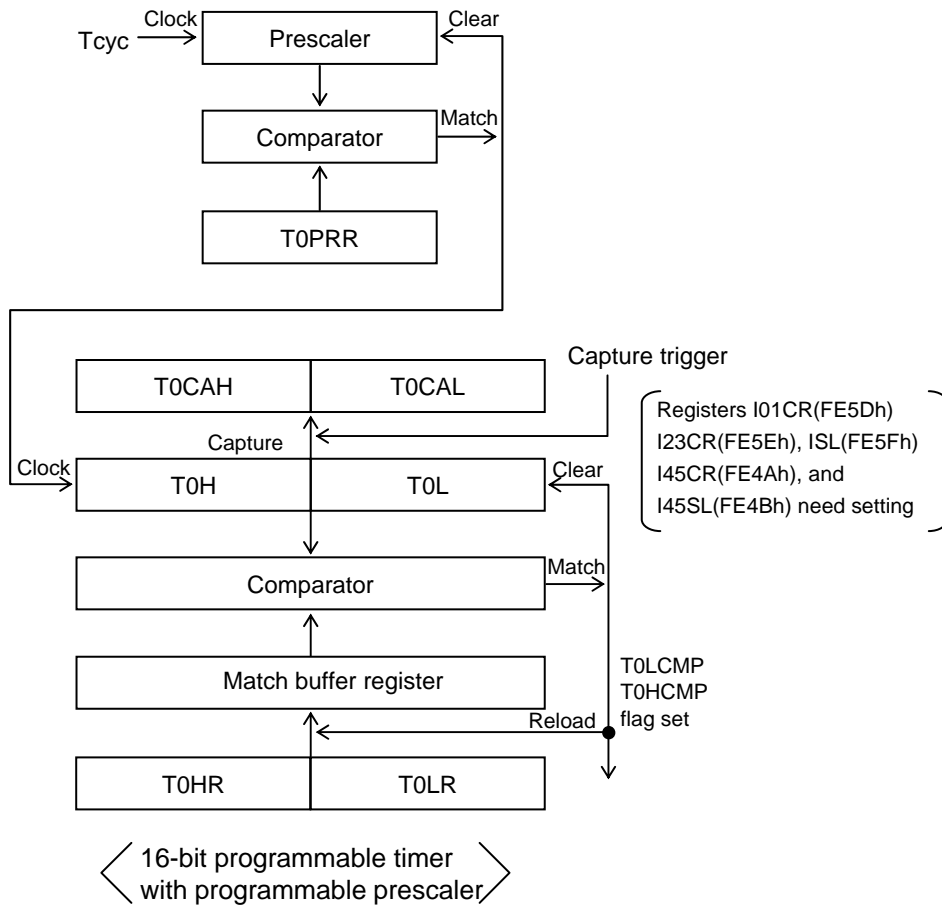 Clock
Clear
Tcyc
Prescaler
Match
Comparator
T0PRR
Capture trigger
T0CAH
T0CAL
Registers I01CR(FE5Dh)
I23CR(FE5Eh), ISL(FE5Fh)
I45CR(FE4Ah), and
I45SL(FE4Bh) need setting
Capture
Clock
T0H
T0L
Clear
Comparator
Match
Match buffer register
T0LCMP
T0HCMP
flag set
Reload
T0HR
T0LR
16-bit programmable timer
with programmable prescaler